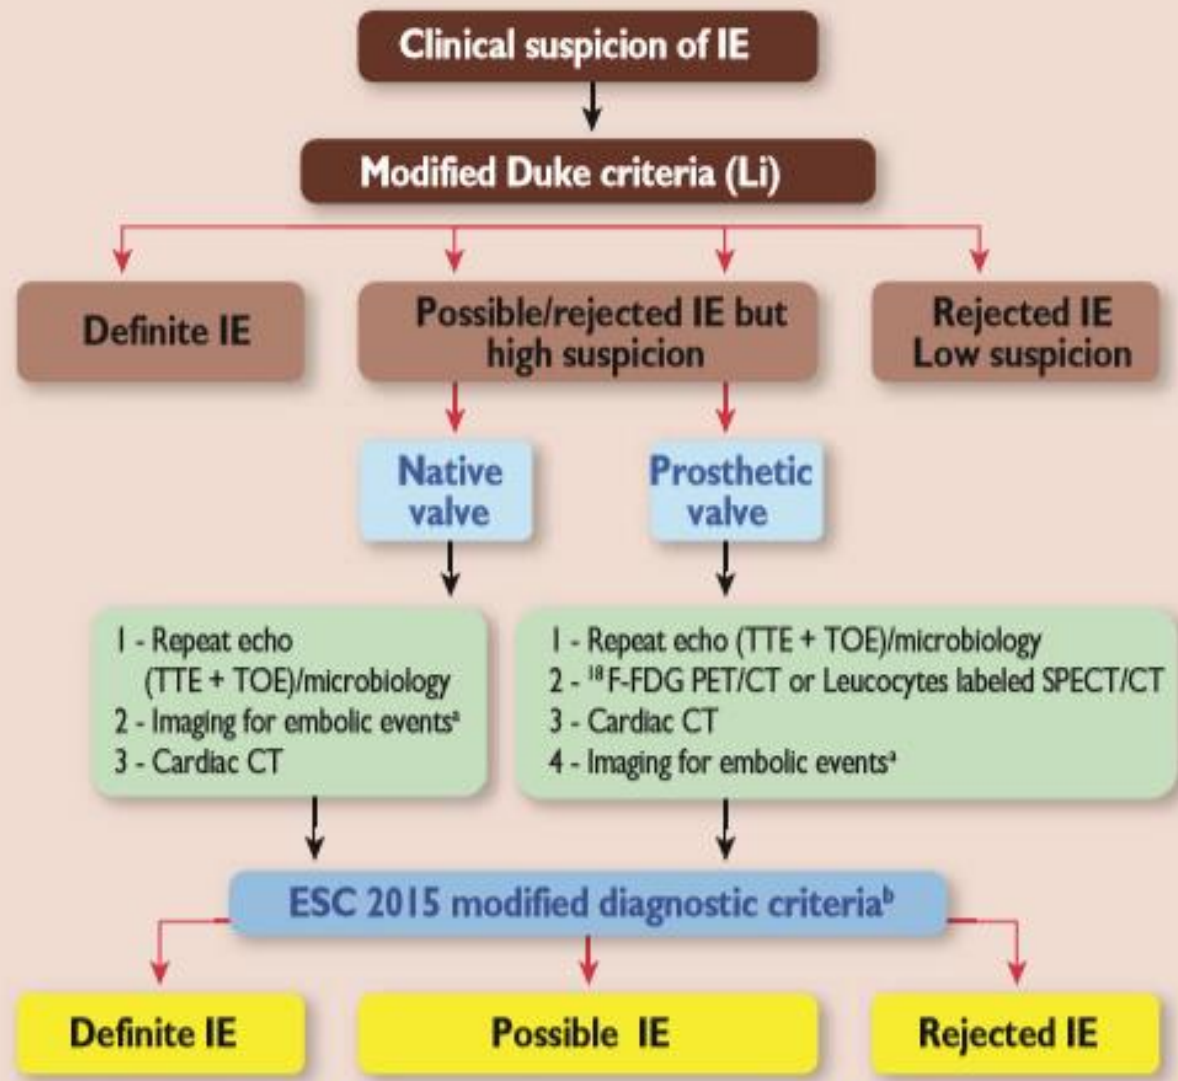 Clinical suspicion of IE
Modified Duke criteria (Li)
Definite IE
Possible/rejected IE but
high suspicion
Rejected IE
Low suspicion
Native
valve
Prosthetic
valve
1 - Repeat echo
(TTE + TOE)/microbiology
2 - Imaging for embolic eventsᵃ
3 - Cardiac CT
1 - Repeat echo (TTE + TOE)/microbiology
2 - ¹⁸F-FDG PET/CT or Leucocytes labeled SPECT/CT
3 - Cardiac CT
4 - Imaging for embolic eventsᵃ
ESC 2015 modified diagnostic criteriaᵇ
Definite IE
Possible IE
Rejected IE